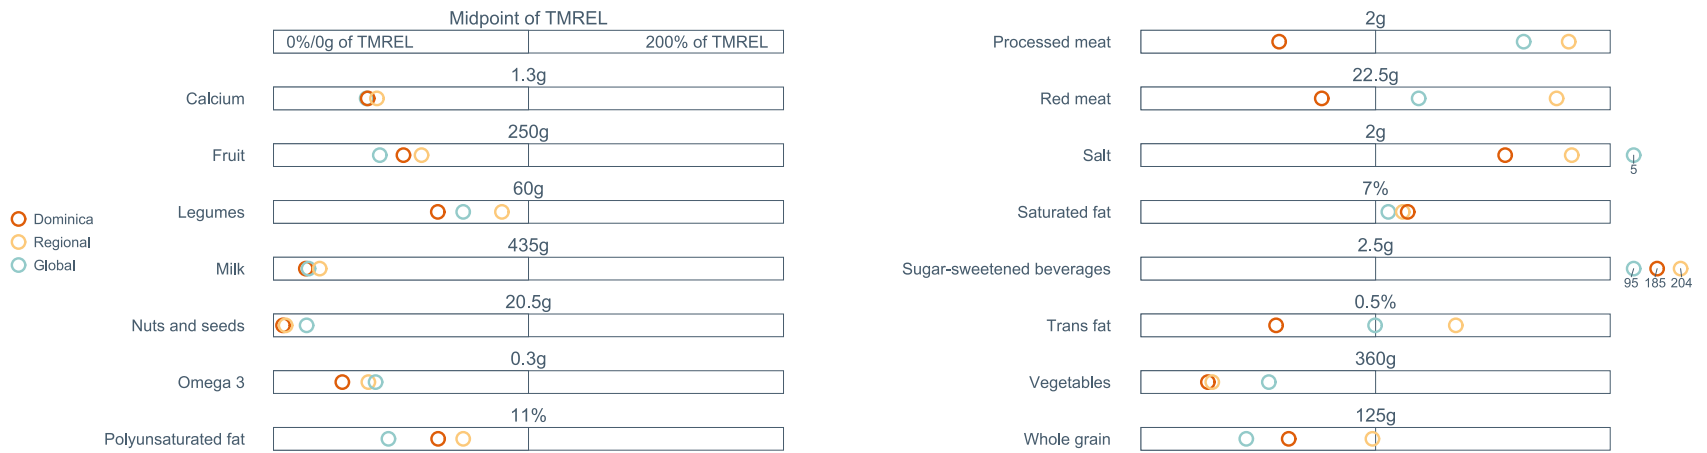 Midpoint of TMREL
0%/0g of TMREL 200% of TMREL
1.3g
Calcium
250g
Fruit
60g
Legumes
435g
Milk
20.5g
Nuts and seeds
0.3g
Omega 3
11%
Polyunsaturated fat
Dominica
Regional
Global
2g
Processed meat
22.5g
Red meat
2g
Salt
5
7%
Saturated fat
2.5g
Sugar-sweetened beverages
95 185 204
0.5%
Trans fat
360g
Vegetables
125g
Whole grain